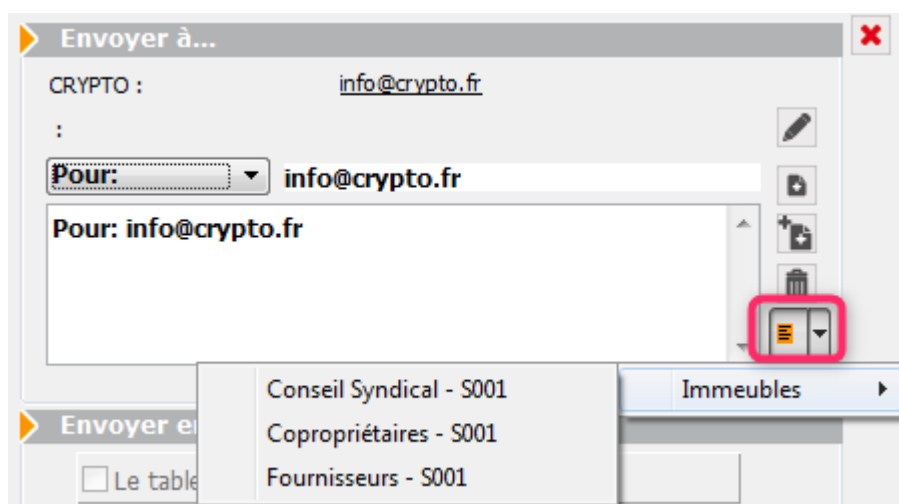 Envoyer à...
CRYPTO : info@crypto.fr
:
Pour: info@crypto.fr
Pour: info@crypto.fr
Conseil Syndical - S001 Immeubles
Envoyer e
Copropriétaires - S001
Le table
Fournisseurs - S001